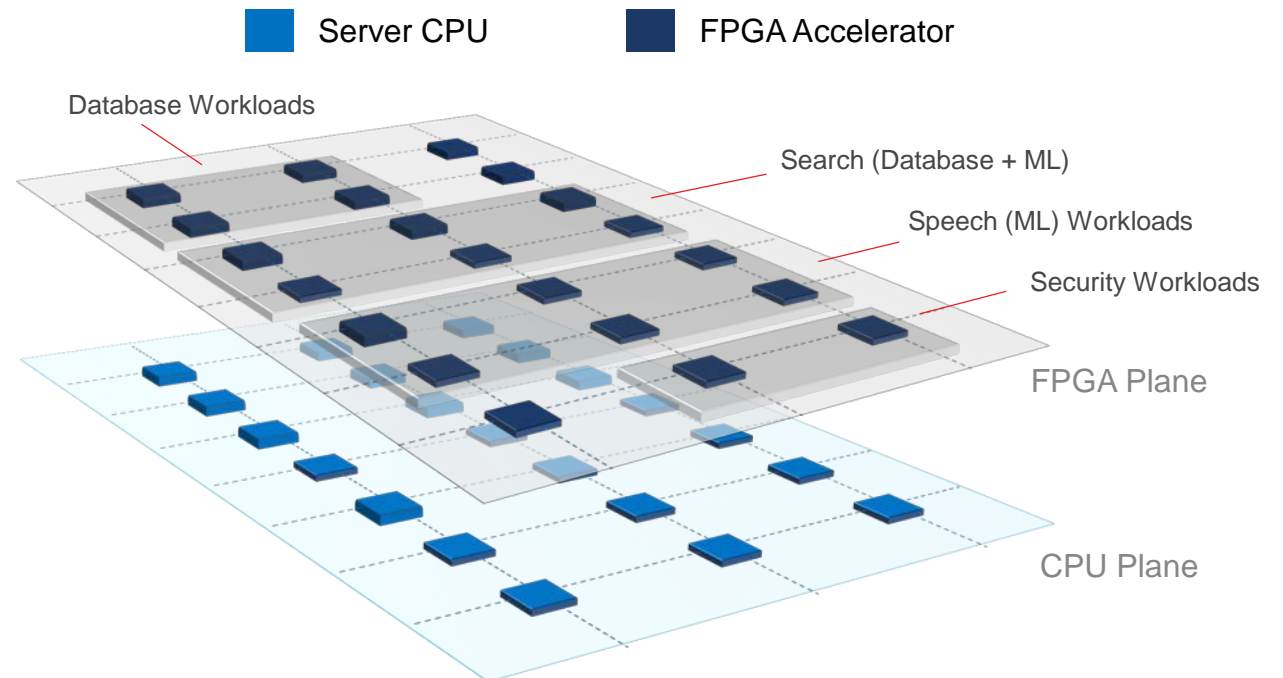 Server CPU
FPGA Accelerator
Database Workloads
Search (Database + ML)
Speech (ML) Workloads
Security Workloads
FPGA Plane
CPU Plane